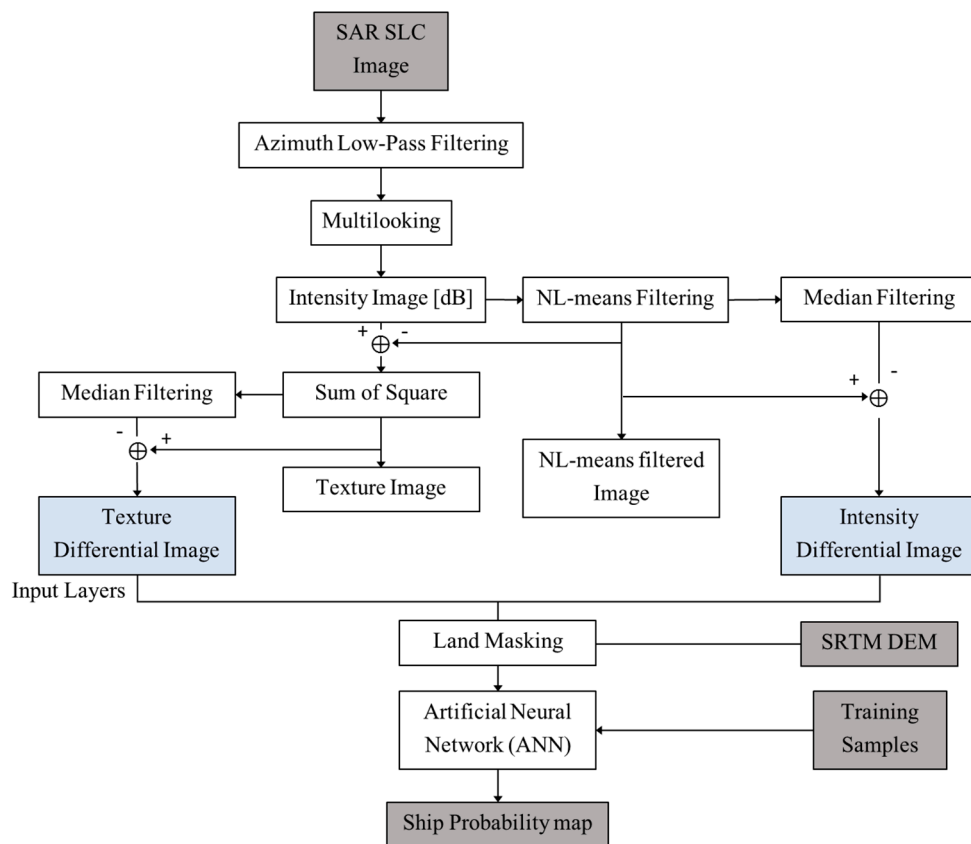 SAR SLC
Image
Azimuth Low-Pass Filtering
Multilooking
Intensity Image [dB]
NL-means Filtering
Median Filtering
+ -
Median Filtering
Sum of Square
+ -
- +
Texture Image
NL-means filtered
Image
Texture
Differential Image
Intensity
Differential Image
Input Layers
Land Masking
SRTM DEM
Artificial Neural
Network (ANN)
Training
Samples
Ship Probability map